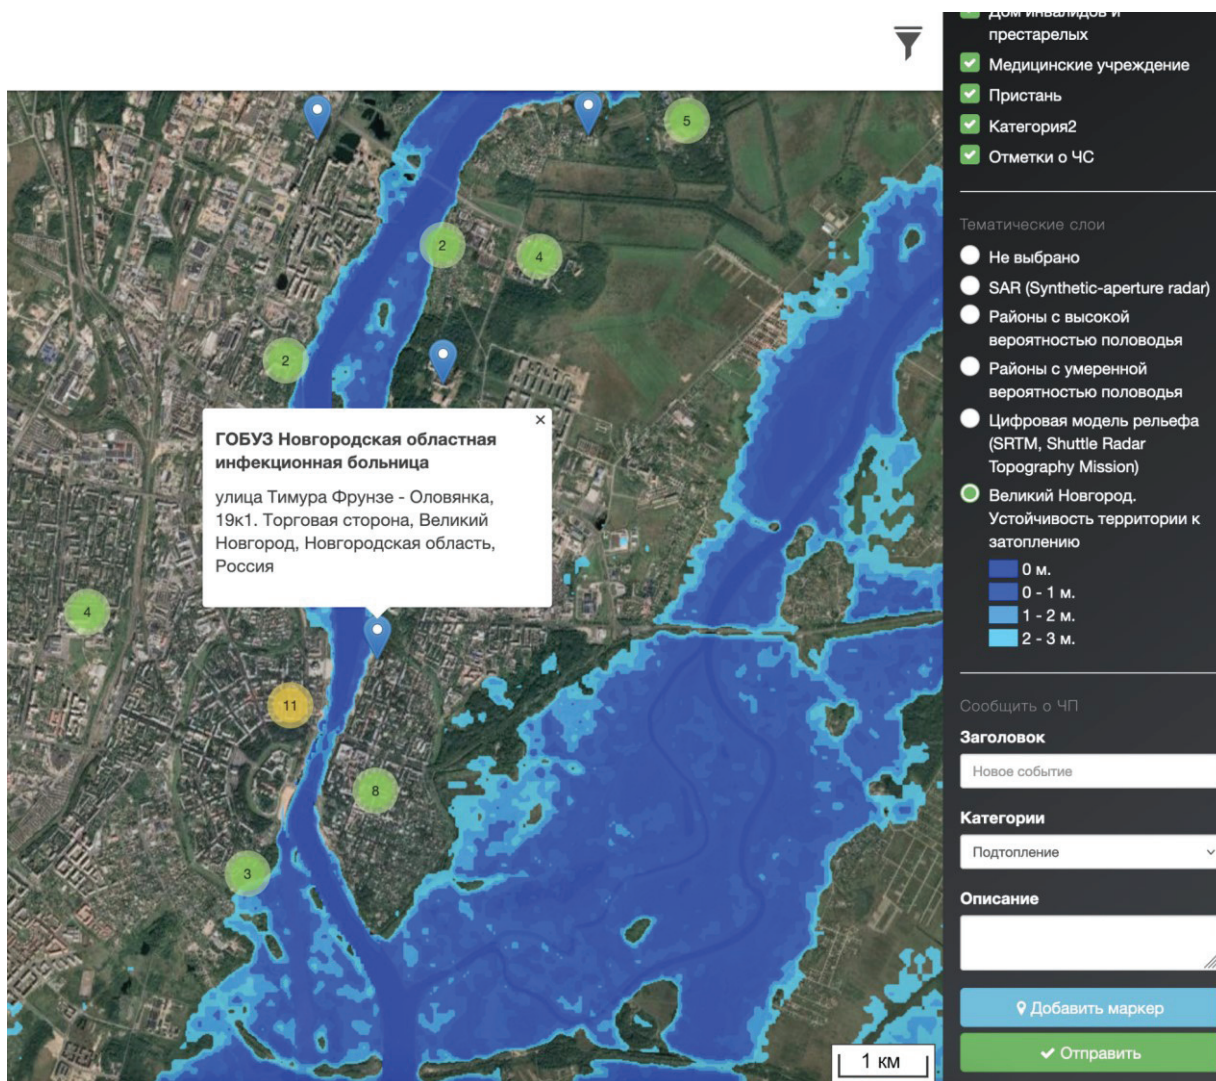 Дом инвалидов и
престарелых
Медицинские учреждение
Пристань
Категория2
Отметки о ЧС
Тематические слои
Не выбрано
SAR (Synthetic-aperture radar)
Районы с высокой
вероятностью половодья
Районы с умеренной
вероятностью половодья
Цифровая модель рельефа
(SRTM, Shuttle Radar
Topography Mission)
Великий Новгород.
Устойчивость территории к
затоплению
0 м.
0 - 1 м.
1 - 2 м.
2 - 3 м.
Сообщить о ЧП
Заголовок
Новое событие
Категории
Подтопление
Описание
Добавить маркер
Отправить
5
2
4
2
ГОБУЗ Новгородская областная
инфекционная больница
×
улица Тимура Фрунзе - Оловянка,
19к1. Торговая сторона, Великий
Новгород, Новгородская область,
Россия
4
11
8
3
1 км